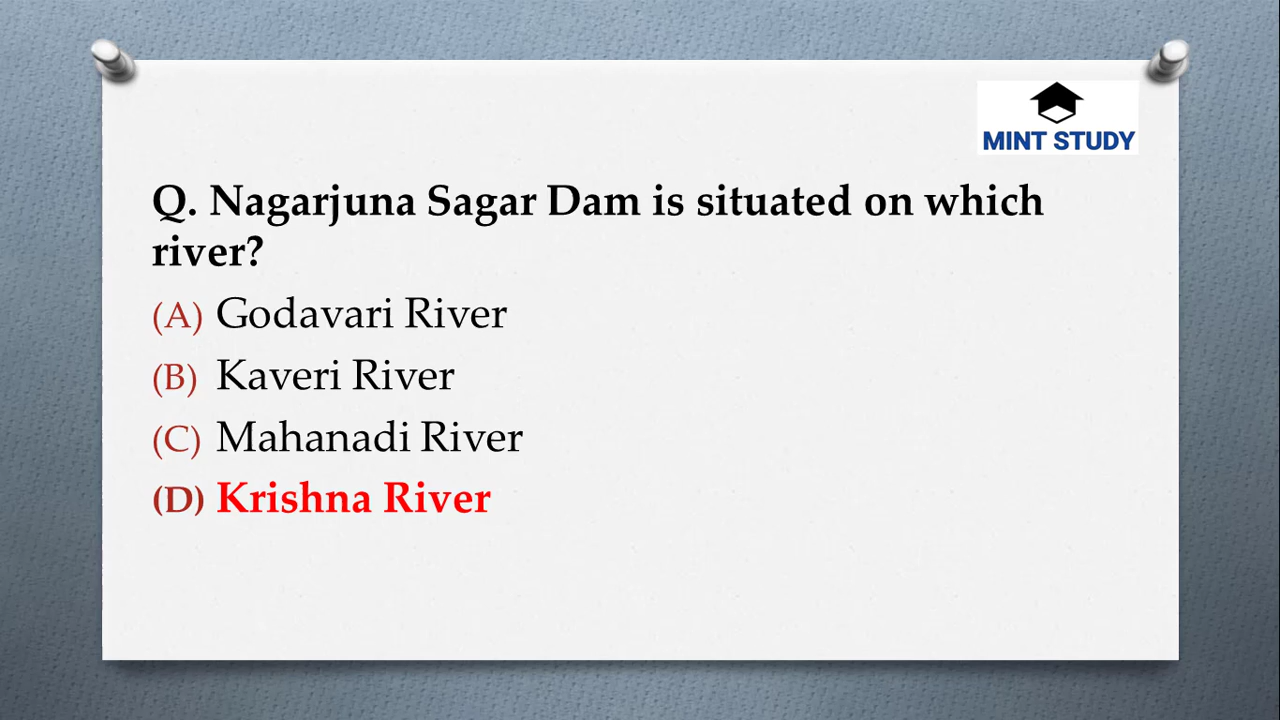 MINT STUDY
Q. Nagarjuna Sagar Dam is situated on which
river?
(A) Godavari River
(B) Kaveri River
(C) Mahanadi River
(D) Krishna River